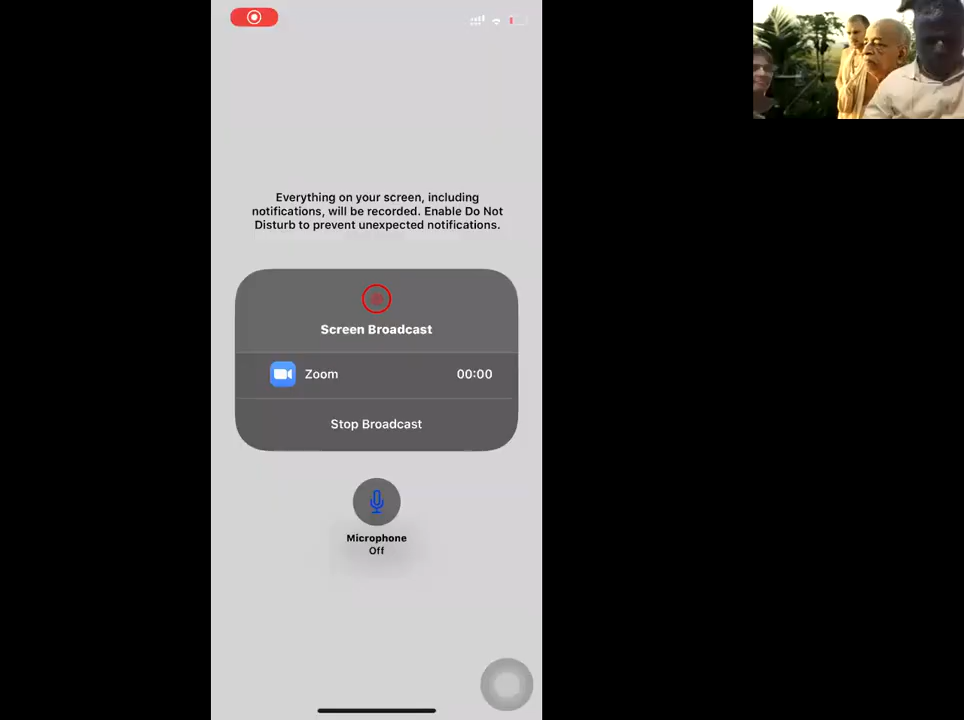 Everything on your screen, including
notifications, will be recorded. Enable Do Not
Disturb to prevent unexpected notifications.
Screen Broadcast
Zoom 00:00
Stop Broadcast
Microphone
Off